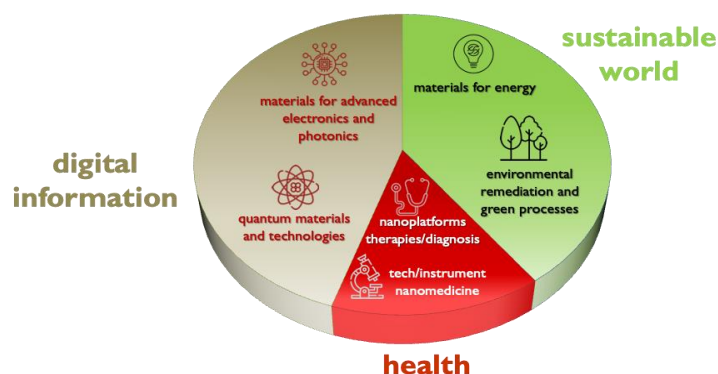 sustainable
world
materials for energy
materials for advanced
electronics and
photonics
digital
information
environmental
remediation and
green processes
quantum materials
and technologies
nanoplatforms
therapies/diagnosis
tech/instrument
nanomedicine
health